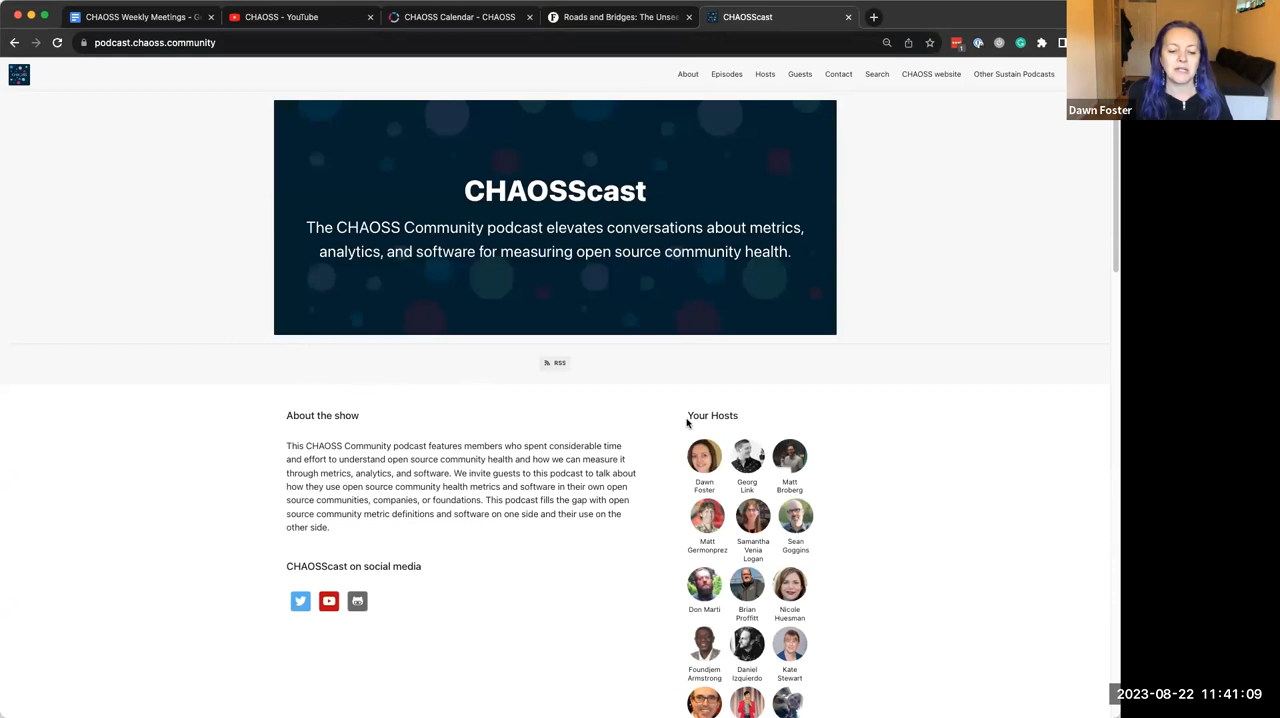 CHAOSS Weekly Meetings - G
CHAOSS - YouTube
CHAOSS Calendar - CHAOSS
Roads and Bridges: The Unsee
CHAOSScast
podcast.chaoss.community
About
Episodes
Hosts
Guests
Contact
Search
CHAOSS website
Other Sustain Podcasts
Dawn Foster
CHAOSScast
The CHAOSS Community podcast elevates conversations about metrics,
analytics, and software for measuring open source community health.
RSS
About the show
This CHAOSS Community podcast features members who spent considerable time
and effort to understand open source community health and how we can measure it
through metrics, analytics, and software. We invite guests to this podcast to talk about
how they use open source community health metrics and software in their own open
source communities, companies, or foundations. This podcast fills the gap with open
source community metric definitions and software on one side and their use on the
other side.
CHAOSScast on social media
Your Hosts
Dawn
Foster
Georg
Link
Matt
Broberg
Matt
Germonprez
Samantha
Venia
Logan
Sean
Goggins
Don Marti
Brian
Proffitt
Nicole
Huesman
Foundjem
Armstrong
Daniel
Izquierdo
Kate
Stewart
2023-08-22 11:41:09